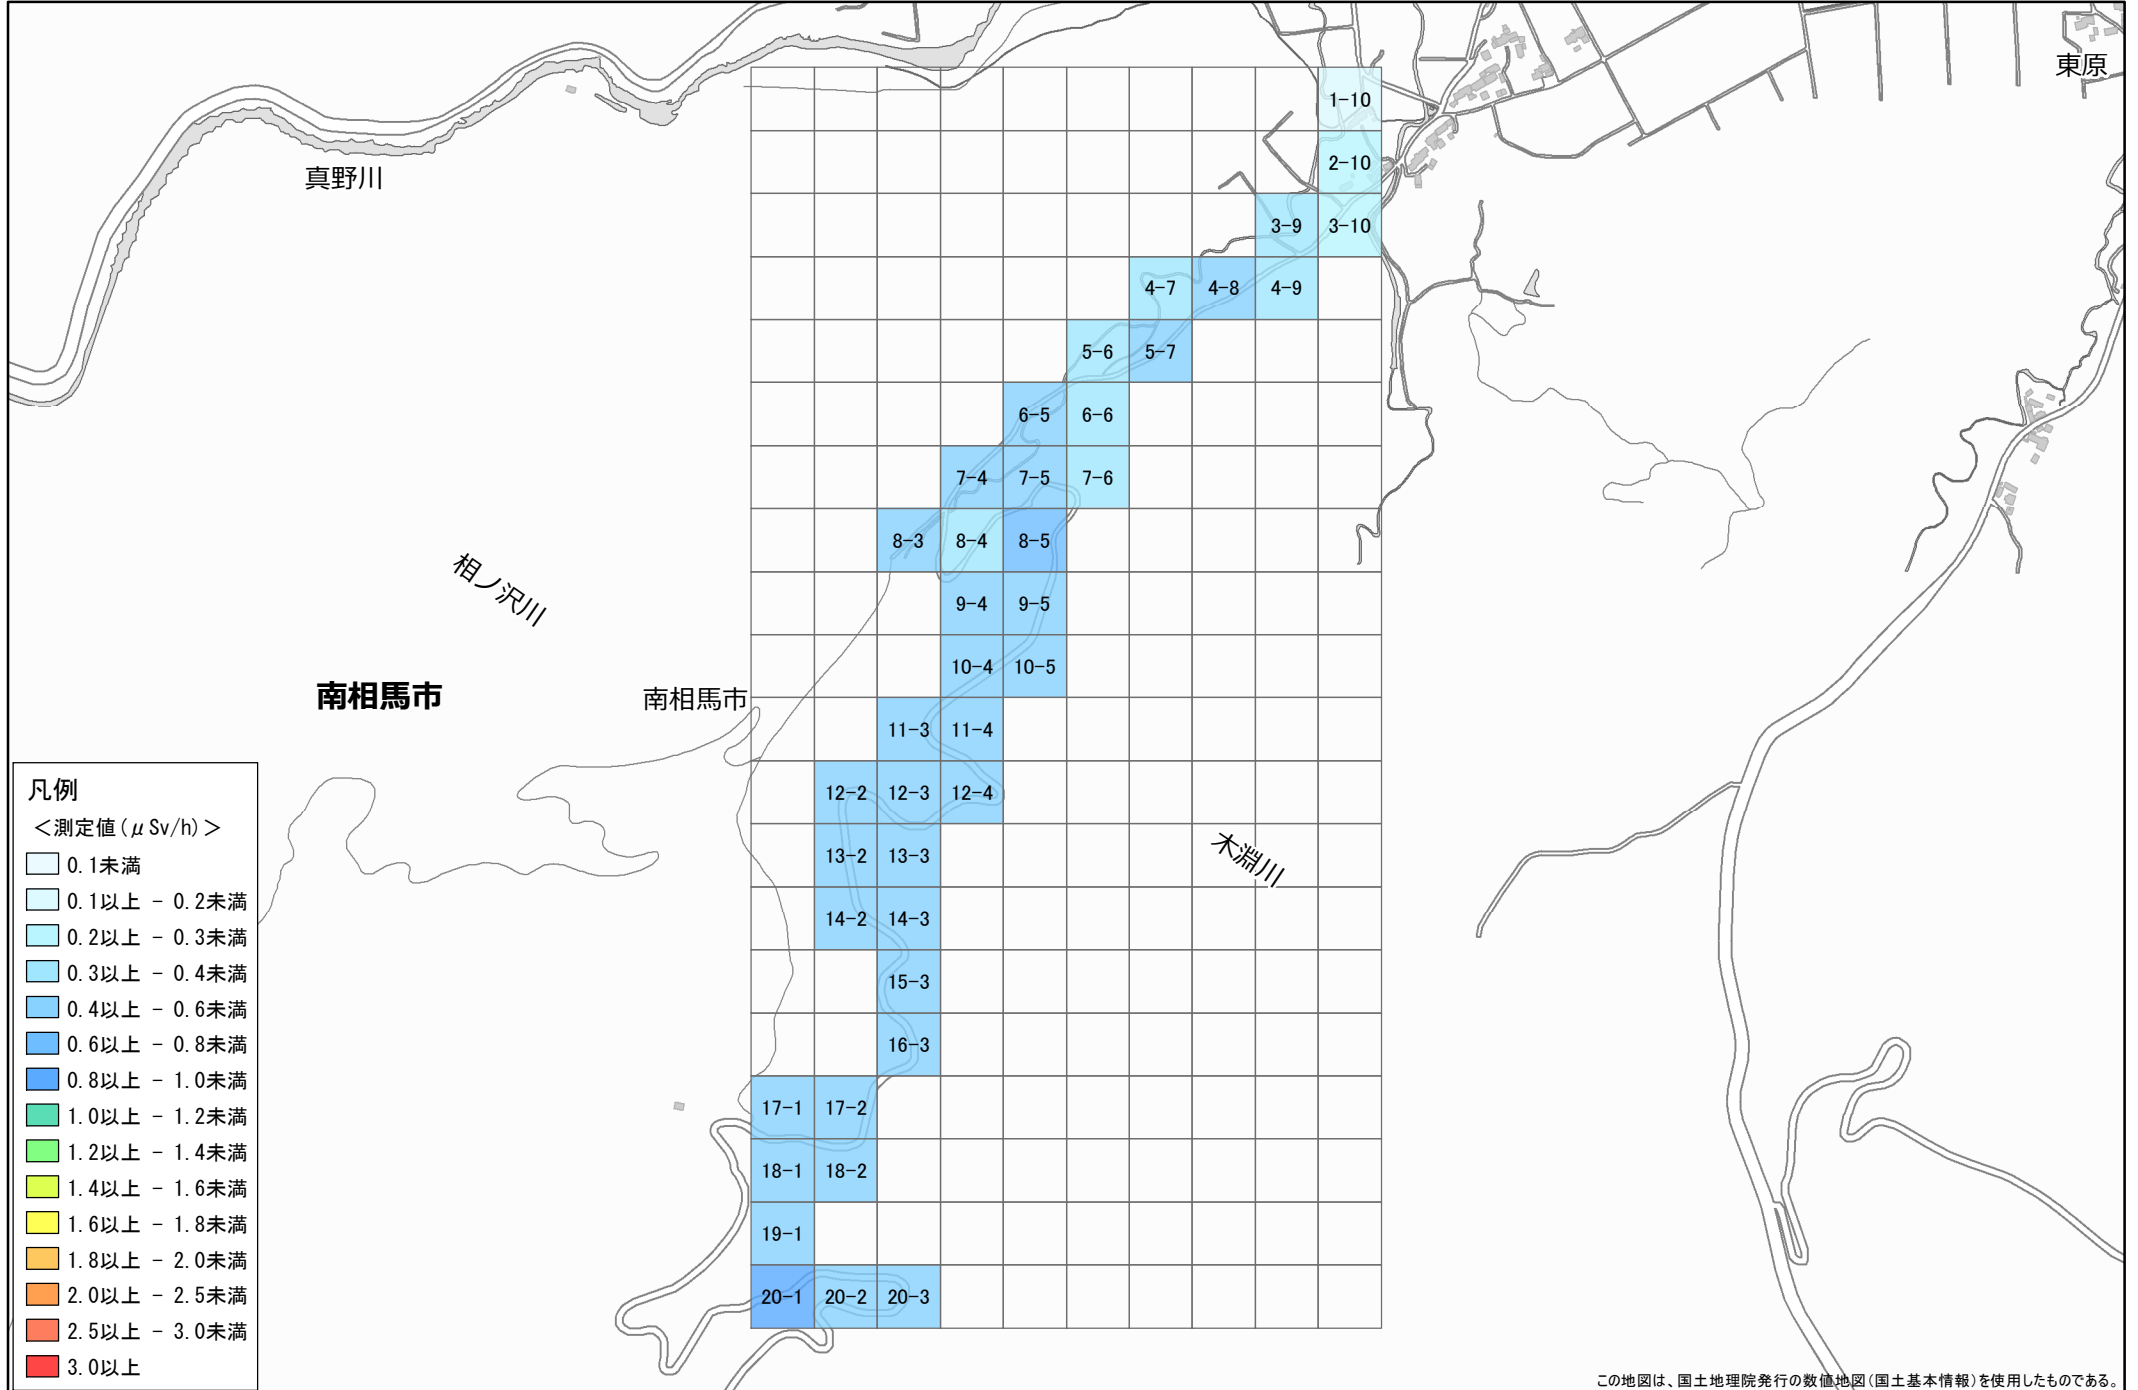 東原
1-10
2-10
真野川
3-9 3-10
4-7 4-8 4-9
5-6 5-7
6-5 6-6
7-4 7-5 7-6
8-3 8-4 8-5
相ノ沢川
9-4 9-5
10-4 10-5
南相馬市
南相馬市
11-3 11-4
12-2 12-3 12-4
13-2 13-3
木淵川
14-2 14-3
15-3
16-3
17-1 17-2
18-1 18-2
19-1
20-1 20-2 20-3
凡例
＜測定値(μSv/h)＞
0.1未満
0.1以上 － 0.2未満
0.2以上 － 0.3未満
0.3以上 － 0.4未満
0.4以上 － 0.6未満
0.6以上 － 0.8未満
0.8以上 － 1.0未満
1.0以上 － 1.2未満
1.2以上 － 1.4未満
1.4以上 － 1.6未満
1.6以上 － 1.8未満
1.8以上 － 2.0未満
2.0以上 － 2.5未満
2.5以上 － 3.0未満
3.0以上
この地図は、国土地理院発行の数値地図(国土基本情報)を使用したものである。